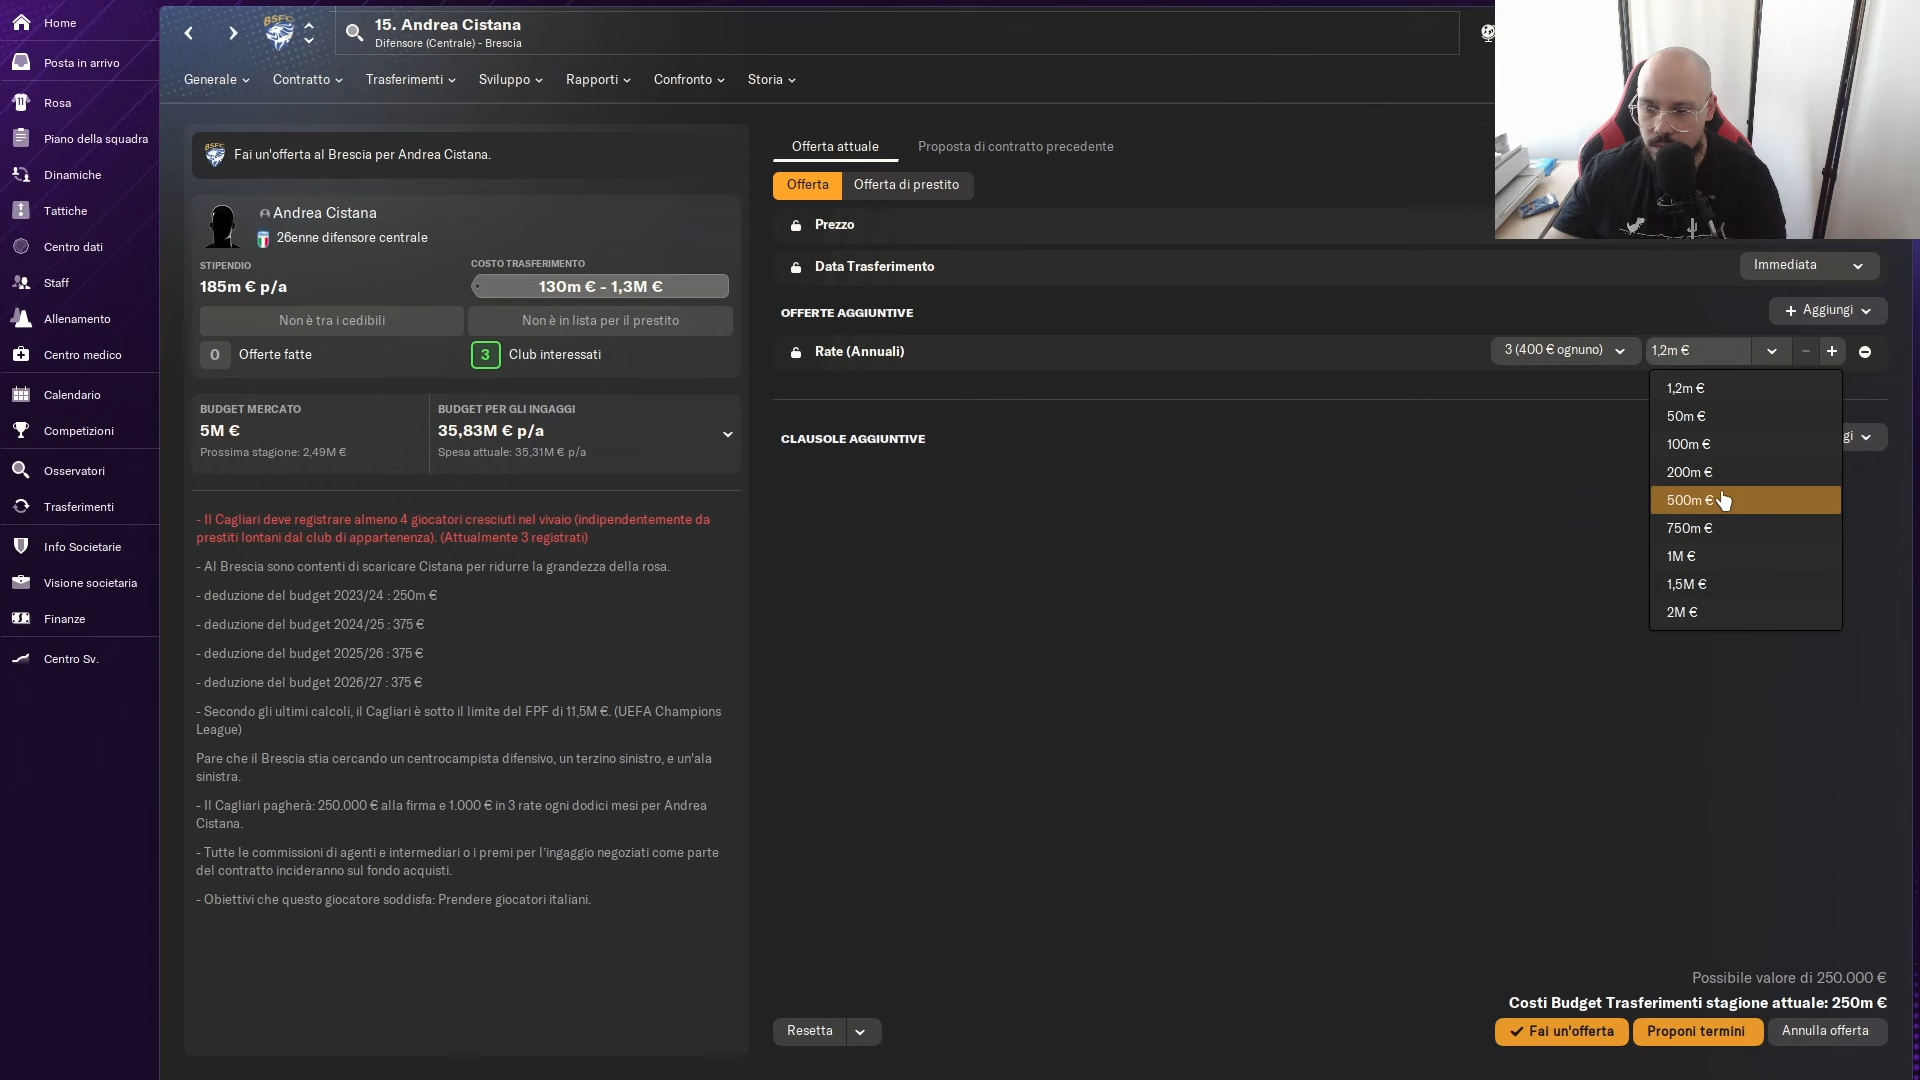 Home
Posta in arrivo
Rosa
Piano della squadra
Dinamiche
Tattiche
Centro dati
Staff
Allenamento
Centro medico
Calendario
Competizioni
Osservatori
Trasferimenti
Info Societarie
Visione societaria
Finanze
Centro Sv.
BSFC
15. Andrea Cistana
Difensore (Centrale) - Brescia
Generale
Contratto
Trasferimenti
Sviluppo
Rapporti
Confronto
Storia
BSFC
Fai un'offerta al Brescia per Andrea Cistana.
Andrea Cistana
26enne difensore centrale
STIPENDIO
185m € p/a
COSTO TRASFERIMENTO
130m € - 1,3M €
Non è tra i cedibili
Non è in lista per il prestito
0 Offerte fatte
3 Club interessati
BUDGET MERCATO
5M €
Prossima stagione: 2,49M €
BUDGET PER GLI INGAGGI
35,83M € p/a
Spesa attuale: 35,31M € p/a
- Il Cagliari deve registrare almeno 4 giocatori cresciuti nel vivaio (indipendentemente da
prestiti lontani dal club di appartenenza). (Attualmente 3 registrati)
- Al Brescia sono contenti di scaricare Cistana per ridurre la grandezza della rosa.
- deduzione del budget 2023/24 : 250m €
- deduzione del budget 2024/25 : 375 €
- deduzione del budget 2025/26 : 375 €
- deduzione del budget 2026/27 : 375 €
- Secondo gli ultimi calcoli, il Cagliari è sotto il limite del FPF di 11,5M €. (UEFA Champions
League)
Pare che il Brescia stia cercando un centrocampista difensivo, un terzino sinistro, e un'ala
sinistra.
- Il Cagliari pagherà: 250.000 € alla firma e 1.000 € in 3 rate ogni dodici mesi per Andrea
Cistana.
- Tutte le commissioni di agenti e intermediari o i premi per l'ingaggio negoziati come parte
del contratto incideranno sul fondo acquisti.
- Obiettivi che questo giocatore soddisfa: Prendere giocatori italiani.
Offerta attuale
Proposta di contratto precedente
Offerta
Offerta di prestito
Prezzo
Data Trasferimento
Immediata
OFFERTE AGGIUNTIVE
+ Aggiungi
Rate (Annuali)
3 (400 € ognuno)
1,2m €
1,2m €
50m €
100m €
200m €
500m €
750m €
1M €
1,5M €
2M €
CLAUSOLE AGGIUNTIVE
gi
Possibile valore di 250.000 €
Costi Budget Trasferimenti stagione attuale: 250m €
Resetta
Fai un'offerta
Proponi termini
Annulla offerta